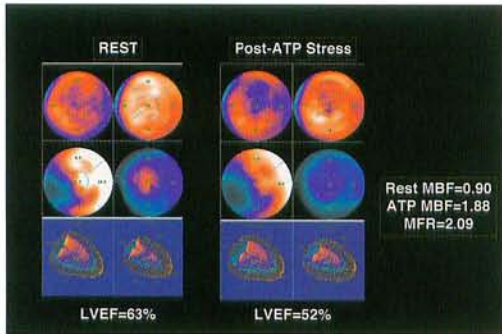 REST
Post-ATP Stress
Rest MBF=0.90
ATP MBF=1.88
MFR=2.09
LVEF=63%
LVEF=52%